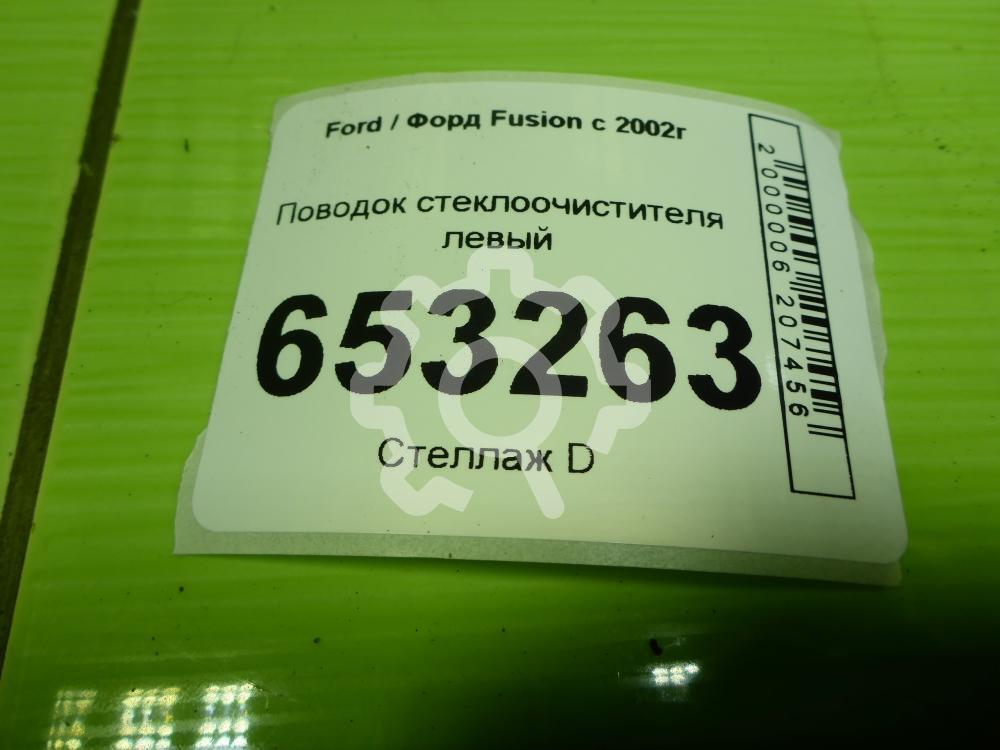 Ford / Форд Fusion с 2002г
Поводок стеклоочистителя
левый
653263
Стеллаж D
2000006207456